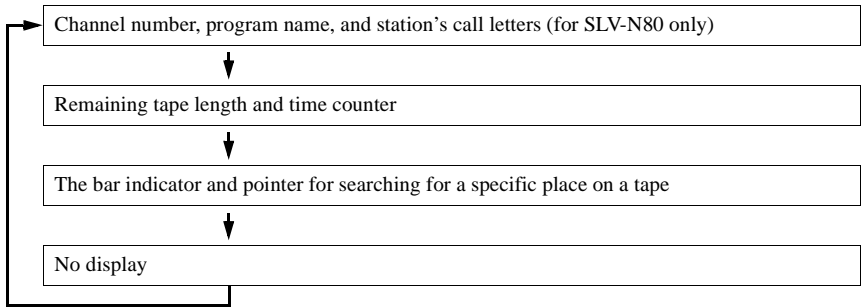 Channel number, program name, and station’s call letters (for SLV-N80 only)
Remaining tape length and time counter
The bar indicator and pointer for searching for a specific place on a tape
No display